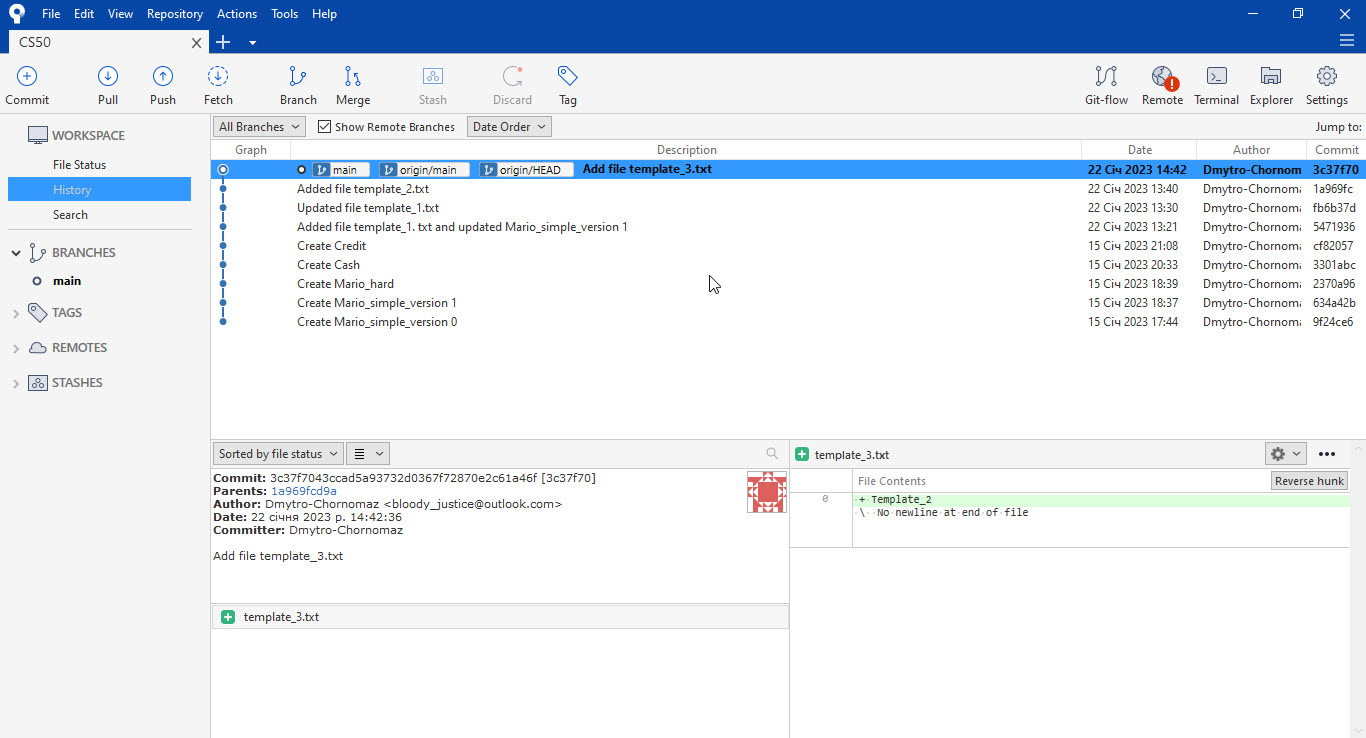 File Edit View Repository Actions Tools Help
CS50
Commit Pull Push Fetch Branch Merge Stash Discard Tag Git-flow Remote Terminal Explorer Settings
WORKSPACE
File Status
History
Search
BRANCHES
main
TAGS
REMOTES
STASHES
All Branches Show Remote Branches Date Order Jump to:
Graph Description Date Author Commit
main origin/main origin/HEAD Add file template_3.txt 22 Січ 2023 14:42 Dmytro-Chornom 3c37f70
Added file template_2.txt 22 Січ 2023 13:40 Dmytro-Chornoma 1a969fc
Updated file template_1.txt 22 Січ 2023 13:30 Dmytro-Chornoma fb6b37d
Added file template_1. txt and updated Mario_simple_version 1 22 Січ 2023 13:21 Dmytro-Chornoma 5471936
Create Credit 15 Січ 2023 21:08 Dmytro-Chornoma cf82057
Create Cash 15 Січ 2023 20:33 Dmytro-Chornoma 3301abc
Create Mario_hard 15 Січ 2023 18:39 Dmytro-Chornoma 2370a96
Create Mario_simple_version 1 15 Січ 2023 18:37 Dmytro-Chornoma 634a42b
Create Mario_simple_version 0 15 Січ 2023 17:44 Dmytro-Chornoma 9f24ce6
Sorted by file status
Commit: 3c37f7043ccad5a93732d0367f72870e2c61a46f [3c37f70]
Parents: 1a969fcd9a
Author: Dmytro-Chornomaz <bloody_justice@outlook.com>
Date: 22 січня 2023 р. 14:42:36
Committer: Dmytro-Chornomaz
Add file template_3.txt
template_3.txt
template_3.txt
File Contents Reverse hunk
0 + Template_2
\ No newline at end of file